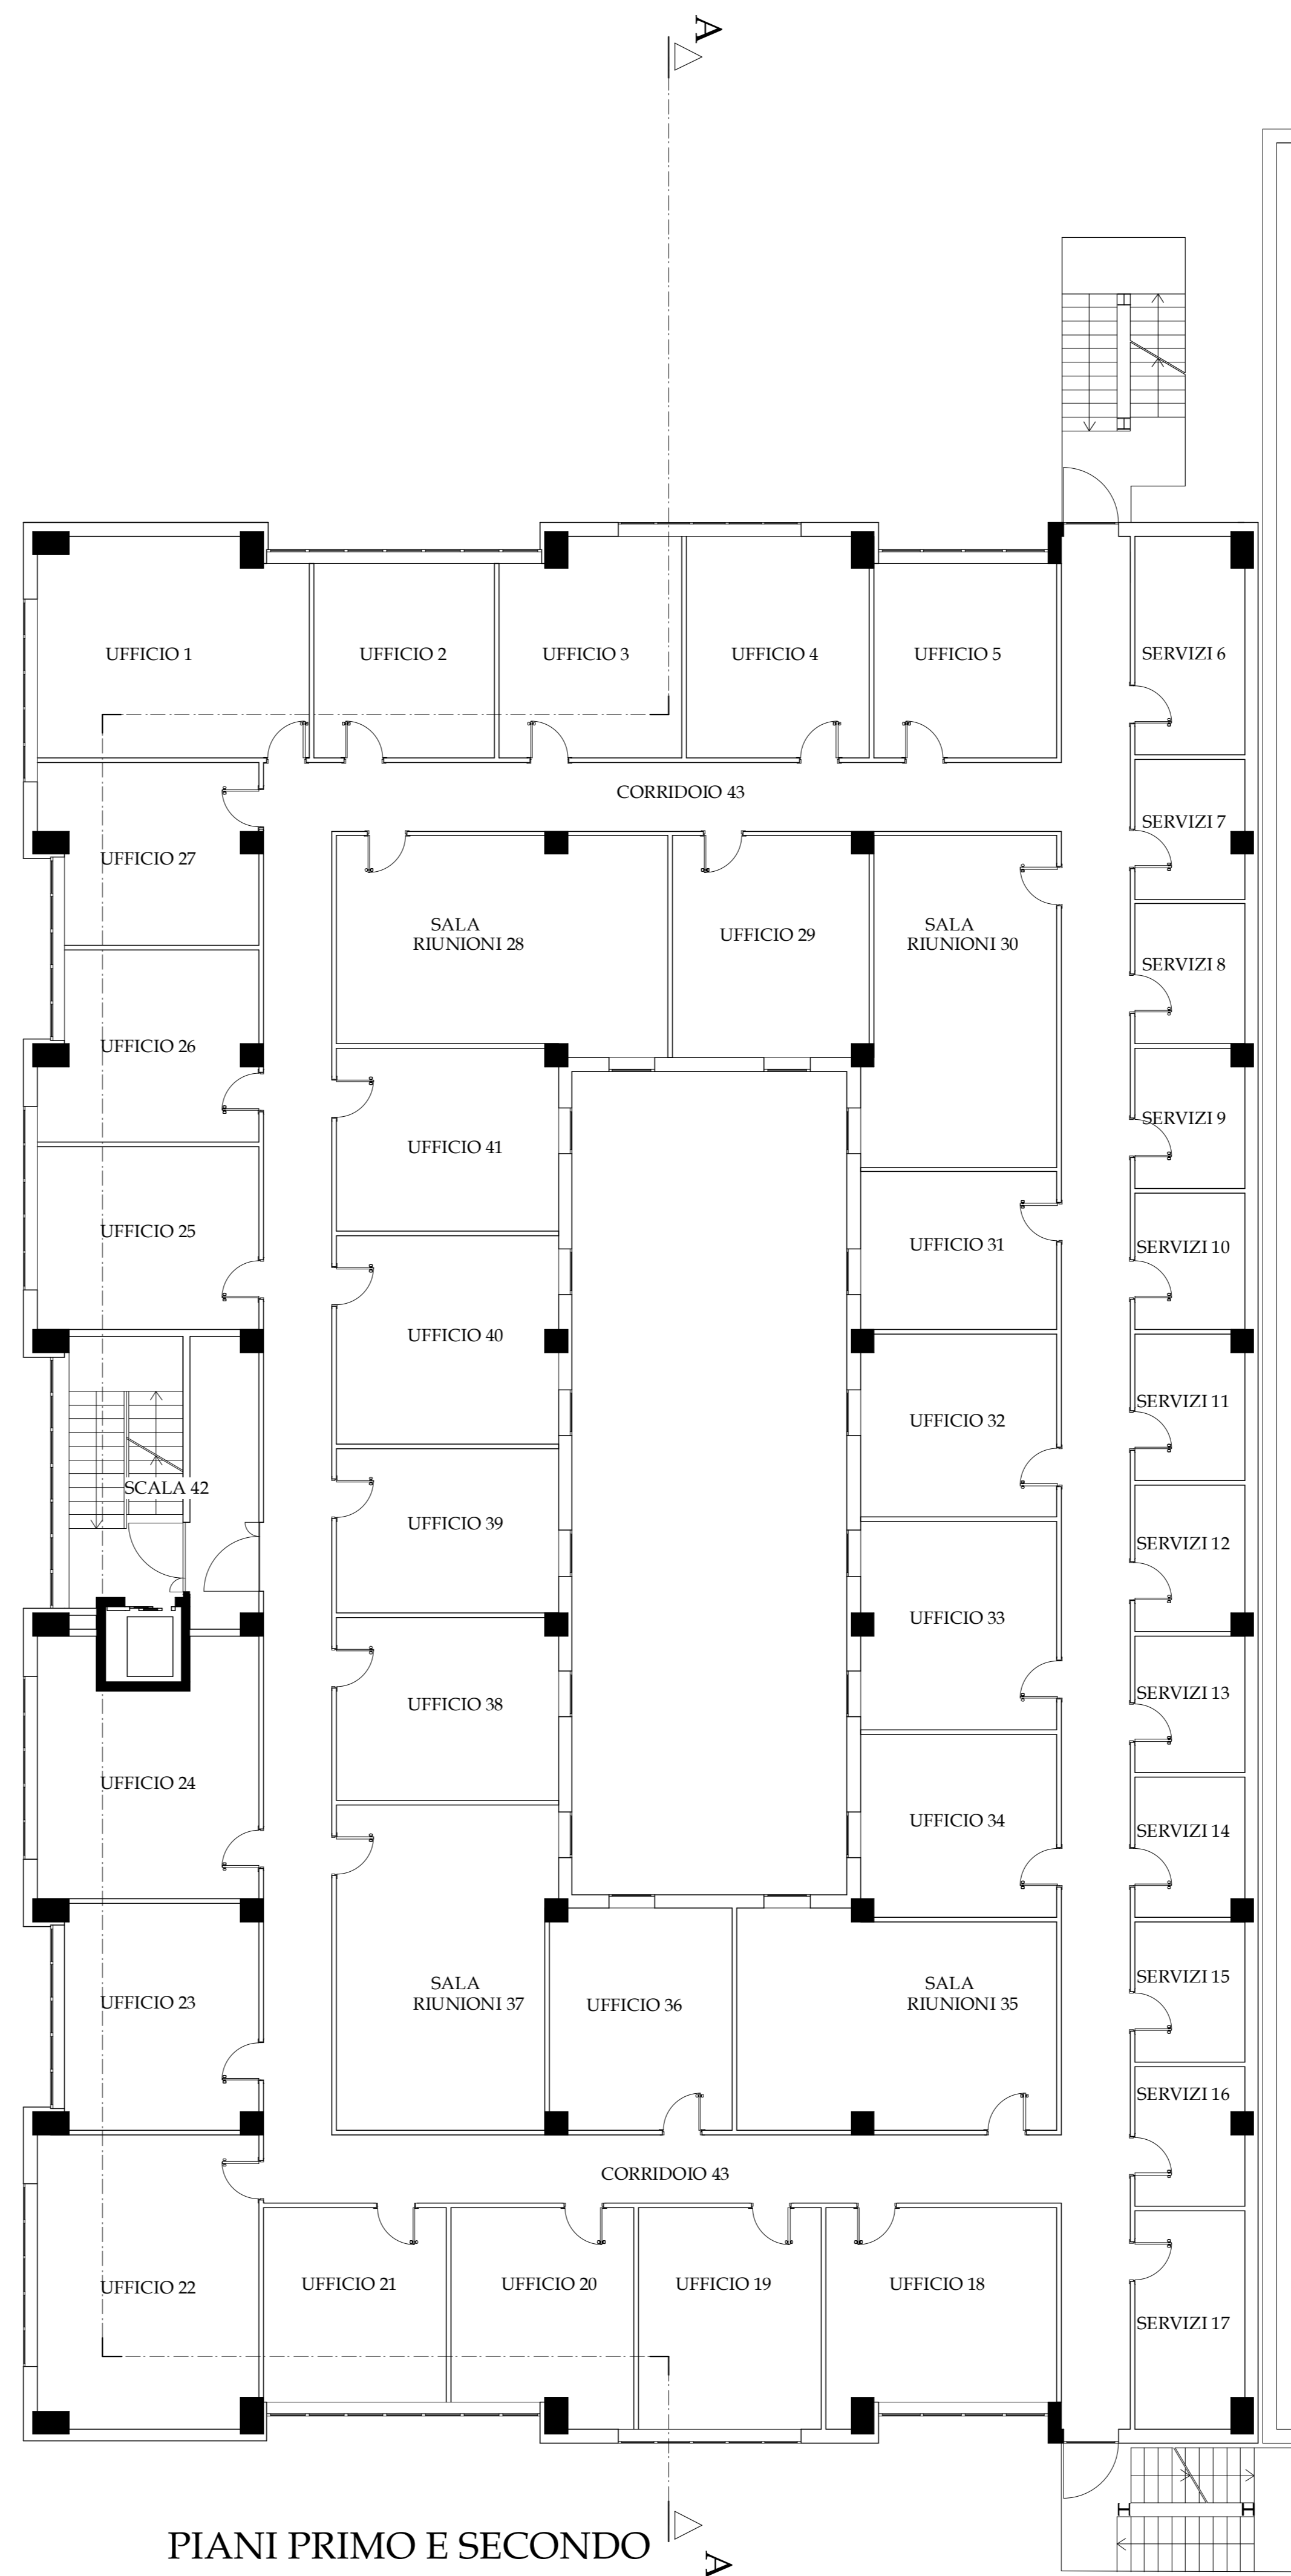 A
UFFICIO 1
UFFICIO 2
UFFICIO 3
UFFICIO 4
UFFICIO 5
SERVIZI 6
CORRIDOIO 43
SERVIZI 7
UFFICIO 27
SALA
RIUNIONI 28
UFFICIO 29
SALA
RIUNIONI 30
SERVIZI 8
UFFICIO 26
UFFICIO 41
SERVIZI 9
UFFICIO 25
UFFICIO 31
SERVIZI 10
UFFICIO 40
UFFICIO 32
SERVIZI 11
SCALA 42
UFFICIO 39
SERVIZI 12
UFFICIO 33
UFFICIO 38
SERVIZI 13
UFFICIO 24
UFFICIO 34
SERVIZI 14
UFFICIO 23
SALA
RIUNIONI 37
UFFICIO 36
SALA
RIUNIONI 35
SERVIZI 15
SERVIZI 16
CORRIDOIO 43
UFFICIO 22
UFFICIO 21
UFFICIO 20
UFFICIO 19
UFFICIO 18
SERVIZI 17
PIANI PRIMO E SECONDO
A